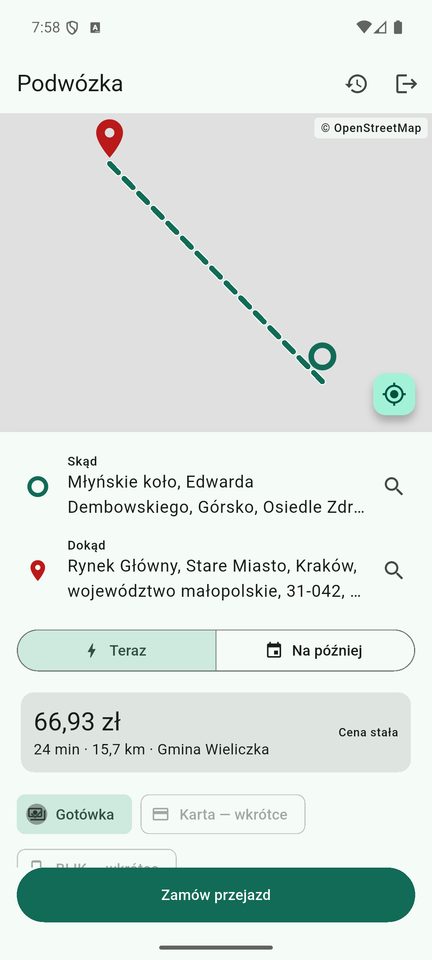 7:58
A
Podwózka
© OpenStreetMap
Skąd
Młyńskie koło, Edwarda
Dembowskiego, Górsko, Osiedle Zdr…
Dokąd
Rynek Główny, Stare Miasto, Kraków,
województwo małopolskie, 31-042, …
Teraz
Na później
66,93 zł
24 min · 15,7 km · Gmina Wieliczka
Cena stała
Gotówka
Karta — wkrótce
BLIK — wkrótce
Zamów przejazd